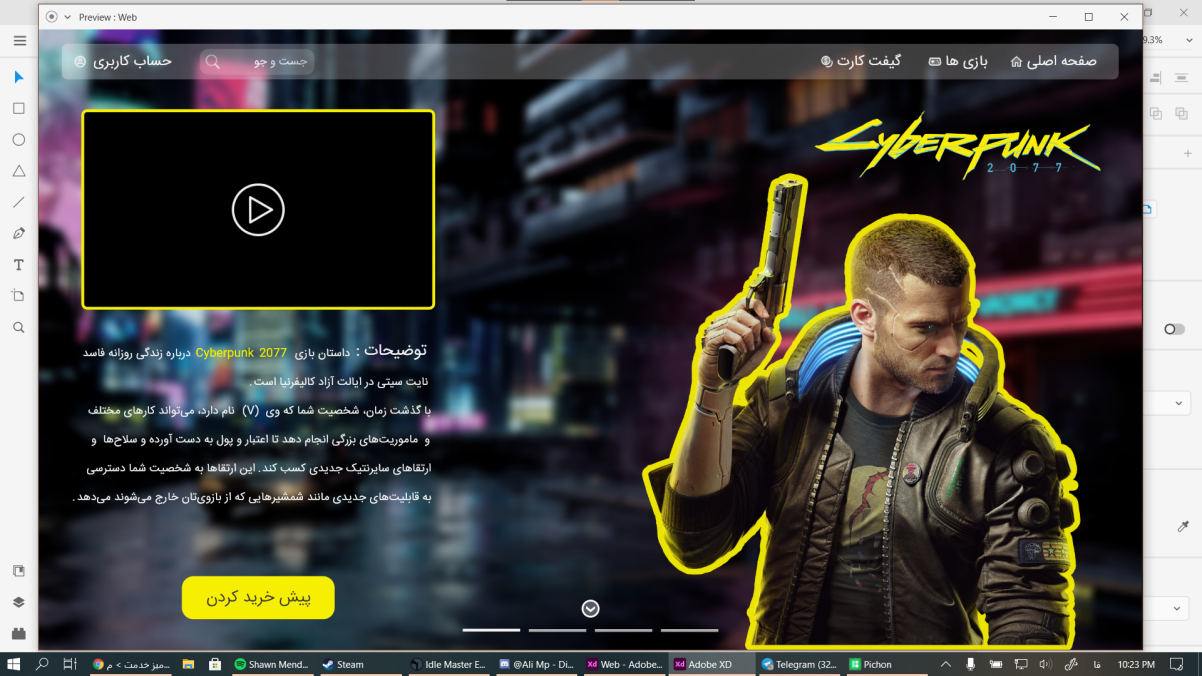 Preview : Web
9.3%
صفحه اصلی
بازی ها
گیفت کارت
جست و جو
حساب کاربری
Cyberpunk
2077
توضیحات : داستان بازی Cyberpunk 2077 درباره زندگی روزانه فاسد
نایت سیتی در ایالت آزاد کالیفرنیا است.
با گذشت زمان، شخصیت شما که وی (V) نام دارد، می‌تواند کارهای مختلف
و ماموریت‌های بزرگی انجام دهد تا اعتبار و پول به دست آورده و سلاح‌ها و
ارتقاهای سایرنتیک جدیدی کسب کند. این ارتقاها به شخصیت شما دسترسی
به قابلیت‌های جدیدی مانند شمشیرهایی که از بازوی‌تان خارج می‌شوند می‌دهد.
پیش خرید کردن
میز خدمت > م...
Shawn Mend...
Steam
Idle Master E...
@Ali Mp - Di...
Web - Adobe...
Adobe XD
Telegram (32...
Pichon
فا
10:23 PM